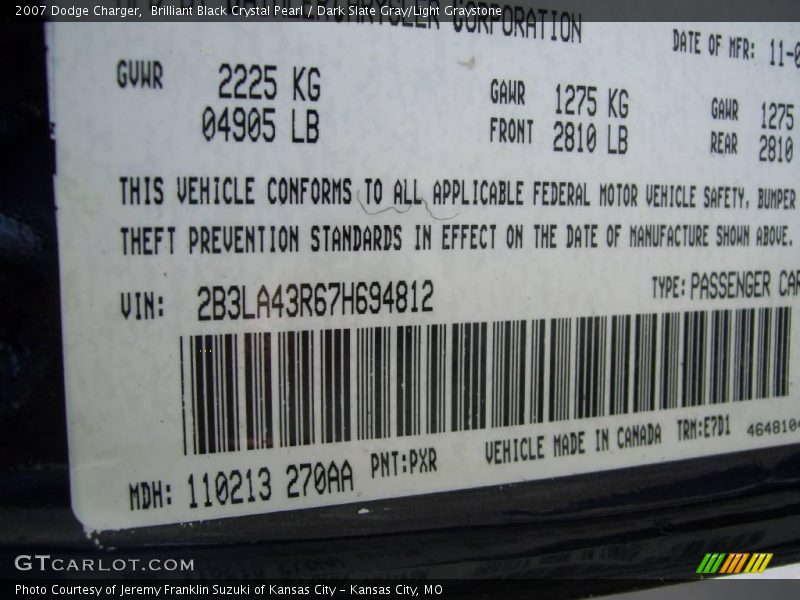 2007 Dodge Charger, Brilliant Black Crystal Pearl / Dark Slate Gray/Light Graystone
CORPORATION
DATE OF MFR: 11-0
GVWR 2225 KG GAWR 1275 KG GAWR 1275
04905 LB FRONT 2810 LB REAR 2810
THIS VEHICLE CONFORMS TO ALL APPLICABLE FEDERAL MOTOR VEHICLE SAFETY, BUMPER
THEFT PREVENTION STANDARDS IN EFFECT ON THE DATE OF MANUFACTURE SHOWN ABOVE.
VIN: 2B3LA43R67H694812 TYPE: PASSENGER CAR
MDH: 110213 270AA PNT:PXR VEHICLE MADE IN CANADA TRM:E7D1 464810
GTCARLOT.COM
Photo Courtesy of Jeremy Franklin Suzuki of Kansas City – Kansas City, MO